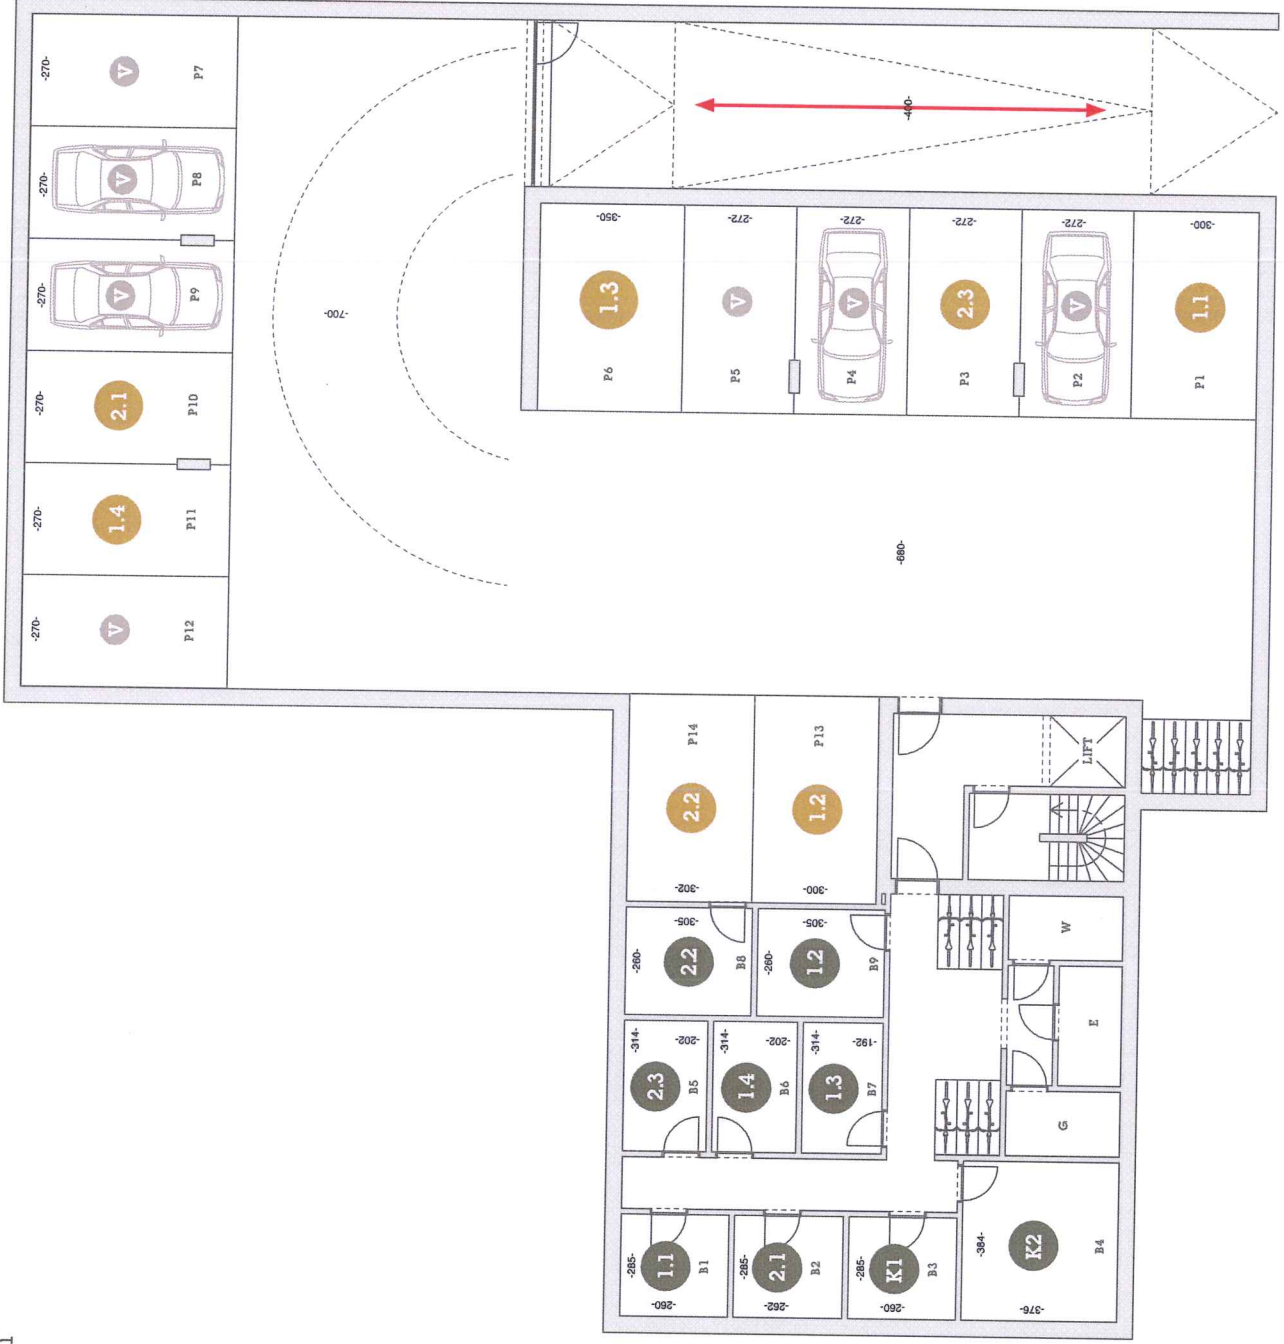 -270-
V
P7
-270-
V
P8
-270-
V
P9
-270-
2.1
P10
-270-
1.4
P11
-270-
V
P12
-400-
-700-
-350-
1.3
P6
-272-
V
P5
-272-
V
P4
-272-
2.3
P3
-272-
V
P2
-300-
1.1
P1
-680-
P14
2.2
-302-
P13
1.2
-300-
LIFT
-305-
-260-
2.2
B8
-305-
-260-
1.2
B9
W
E
G
-314-
-202-
2.3
B5
-314-
-202-
1.4
B6
-314-
-192-
1.3
B7
-285-
1.1
B1
-260-
-285-
2.1
B2
-262-
-285-
K1
B3
-260-
-384-
K2
B4
-376-
1